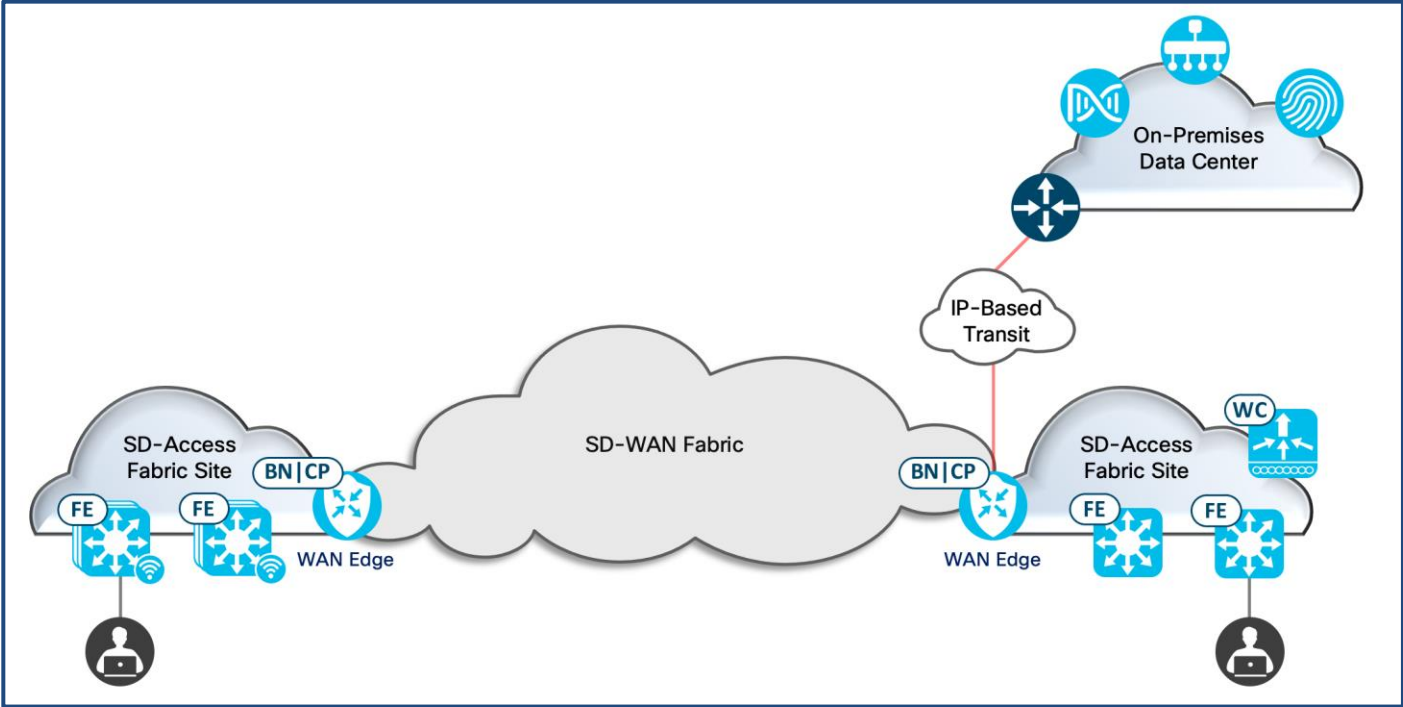 On-Premises
Data Center
IP-Based
Transit
SD-Access
Fabric Site
BN|CP
FE
FE
WAN Edge
SD-WAN Fabric
BN|CP
WAN Edge
SD-Access
Fabric Site
WC
FE
FE